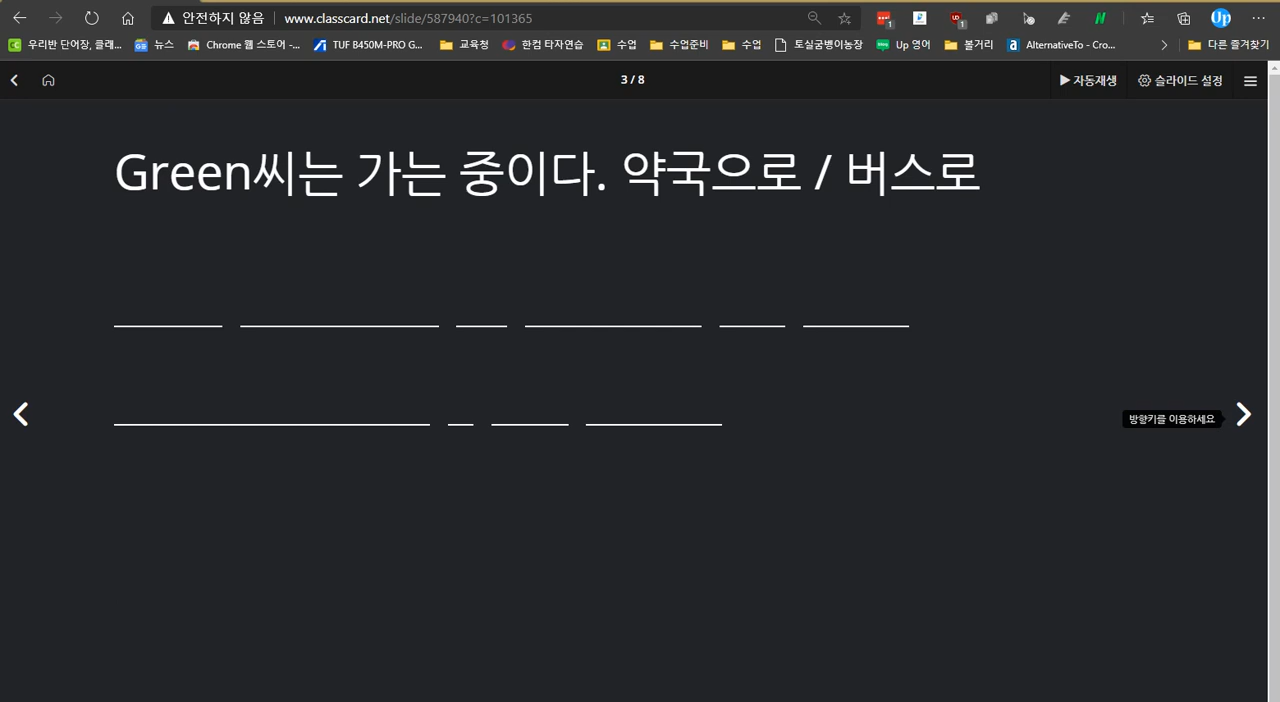 안전하지 않음 www.classcard.net/slide/587940?c=101365
우리반 단어장, 클래... 뉴스 Chrome 웹 스토어 -... TUF B450M-PRO G... 교육청 한컴 타자연습 수업 수업준비 수업 토실굼벵이농장 Up 영어 볼거리 AlternativeTo - Cro... 다른 즐겨찾기
3 / 8 자동재생 슬라이드 설정
Green씨는 가는 중이다. 약국으로 / 버스로
방향키를 이용하세요